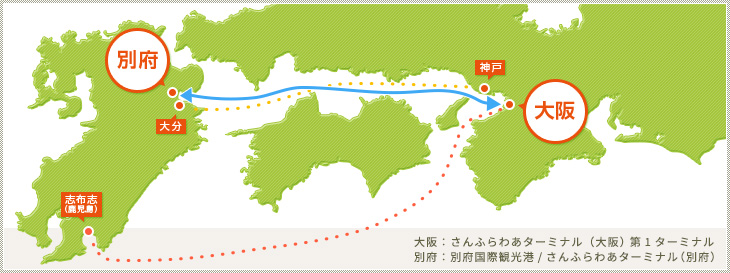 別府
神戸
大阪
大分
志布志
(鹿児島)
大阪：さんふらわあターミナル（大阪）第１ターミナル
別府：別府国際観光港 / さんふらわあターミナル（別府）